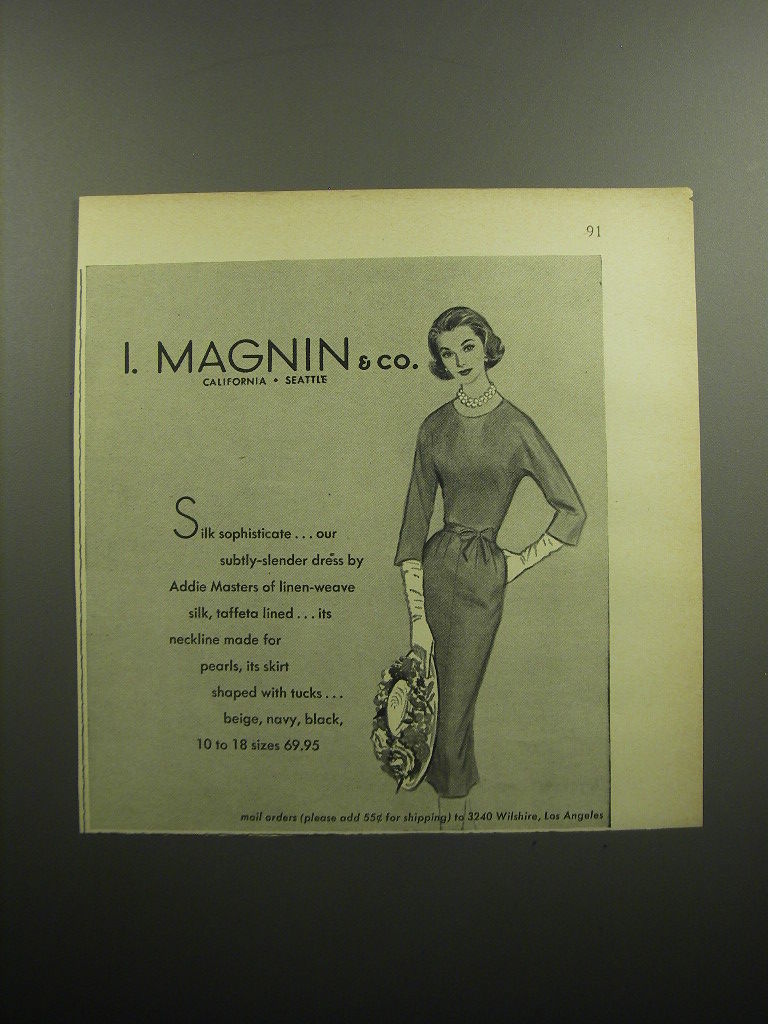 91
I. MAGNIN & CO.
CALIFORNIA • SEATTLE
Silk sophisticate . . . our
subtly-slender dress by
Addie Masters of linen-weave
silk, taffeta lined . . . its
neckline made for
pearls, its skirt
shaped with tucks . . .
beige, navy, black,
10 to 18 sizes 69.95
mail orders (please add 55¢ for shipping) to 3240 Wilshire, Los Angeles